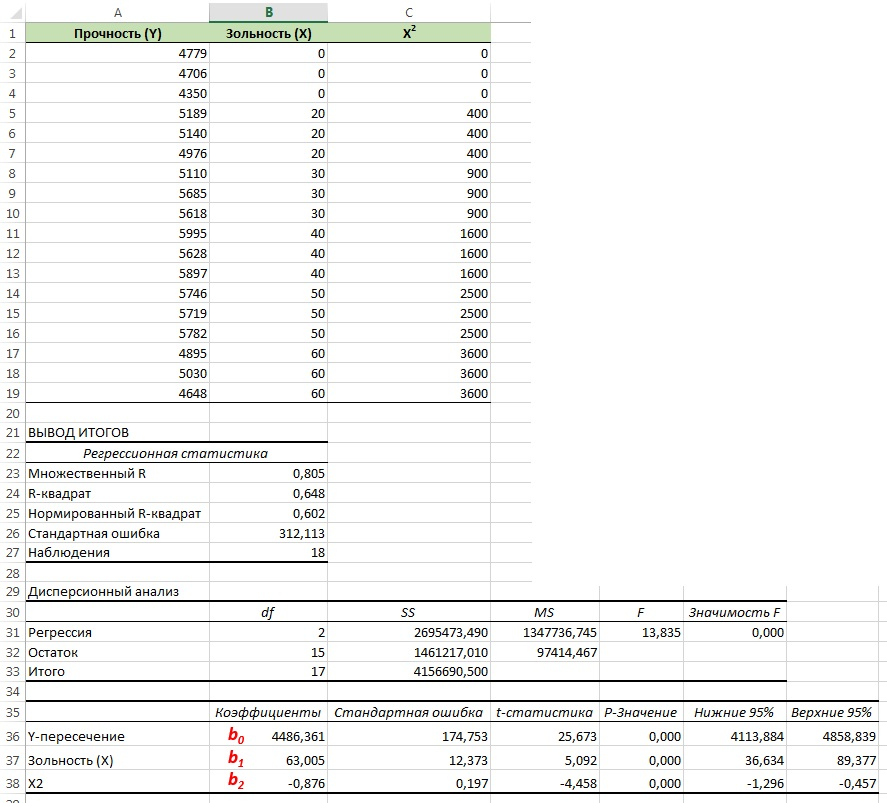 A B C
1 Прочность (Y) Зольность (X) X²
2 4779 0 0
3 4706 0 0
4 4350 0 0
5 5189 20 400
6 5140 20 400
7 4976 20 400
8 5110 30 900
9 5685 30 900
10 5618 30 900
11 5995 40 1600
12 5628 40 1600
13 5897 40 1600
14 5746 50 2500
15 5719 50 2500
16 5782 50 2500
17 4895 60 3600
18 5030 60 3600
19 4648 60 3600
20
21 ВЫВОД ИТОГОВ
22 Регрессионная статистика
23 Множественный R 0,805
24 R-квадрат 0,648
25 Нормированный R-квадрат 0,602
26 Стандартная ошибка 312,113
27 Наблюдения 18
28
29 Дисперсионный анализ
30 df SS MS F Значимость F
31 Регрессия 2 2695473,490 1347736,745 13,835 0,000
32 Остаток 15 1461217,010 97414,467
33 Итого 17 4156690,500
34
35 Коэффициенты Стандартная ошибка t-статистика P-Значение Нижние 95% Верхние 95%
36 Y-пересечение b₀ 4486,361 174,753 25,673 0,000 4113,884 4858,839
37 Зольность (X) b₁ 63,005 12,373 5,092 0,000 36,634 89,377
38 X2 b₂ -0,876 0,197 -4,458 0,000 -1,296 -0,457